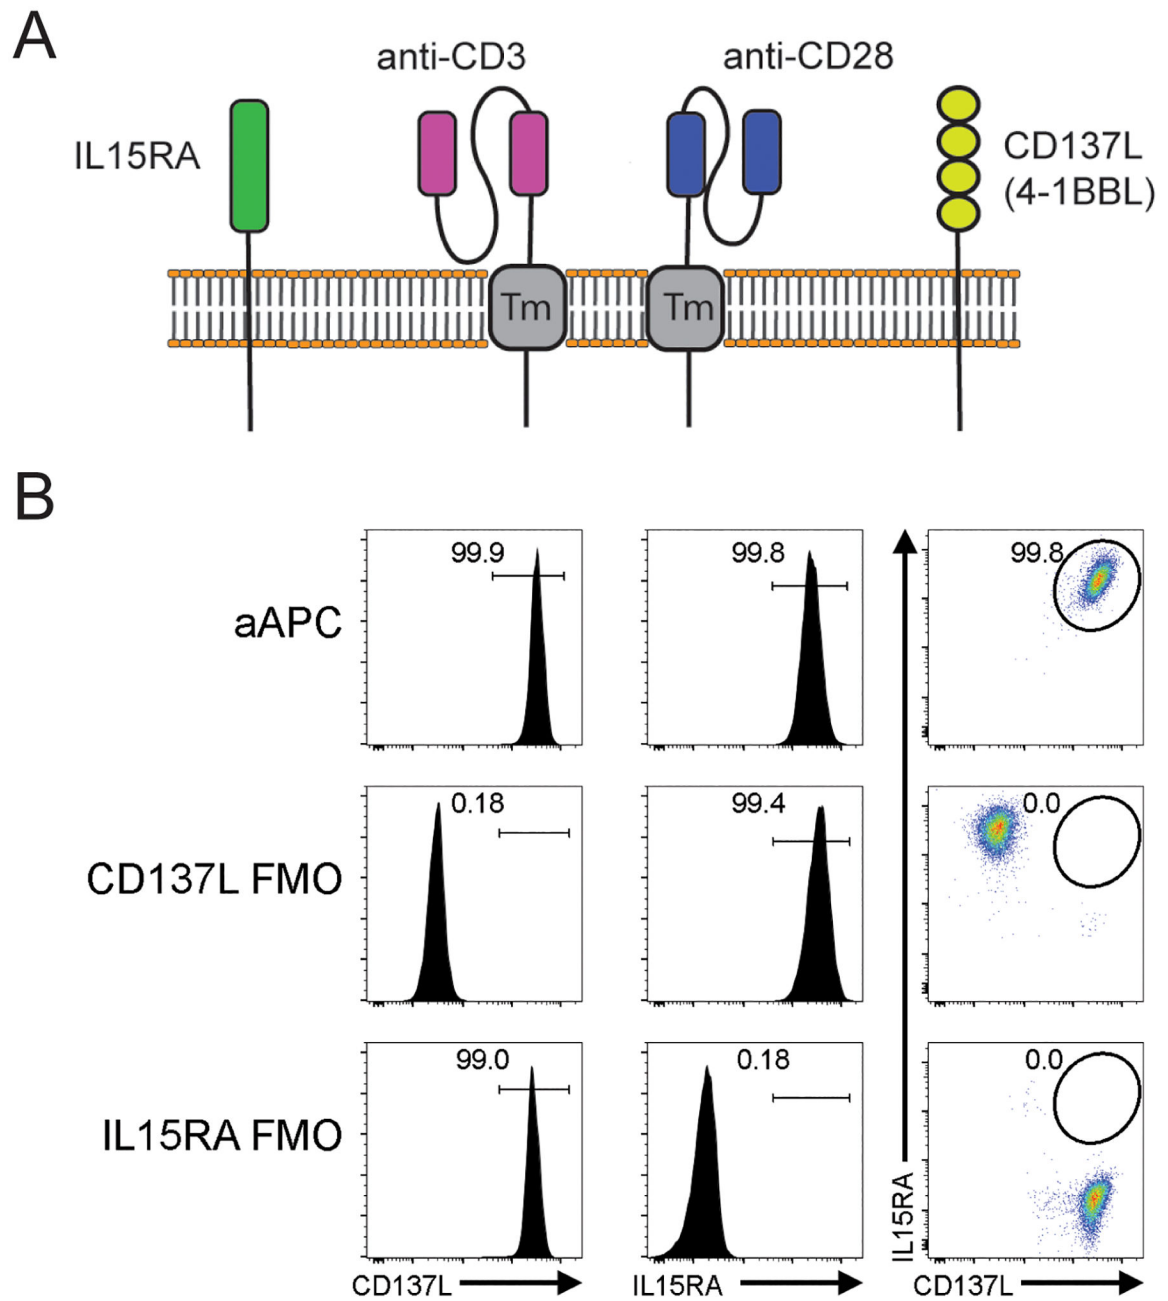 A
anti-CD3
anti-CD28
IL15RA
CD137L
(4-1BBL)
Tm
Tm
B
aAPC
99.9
99.8
99.8
CD137L FMO
0.18
99.4
0.0
IL15RA FMO
99.0
0.18
0.0
IL15RA
CD137L
IL15RA
CD137L